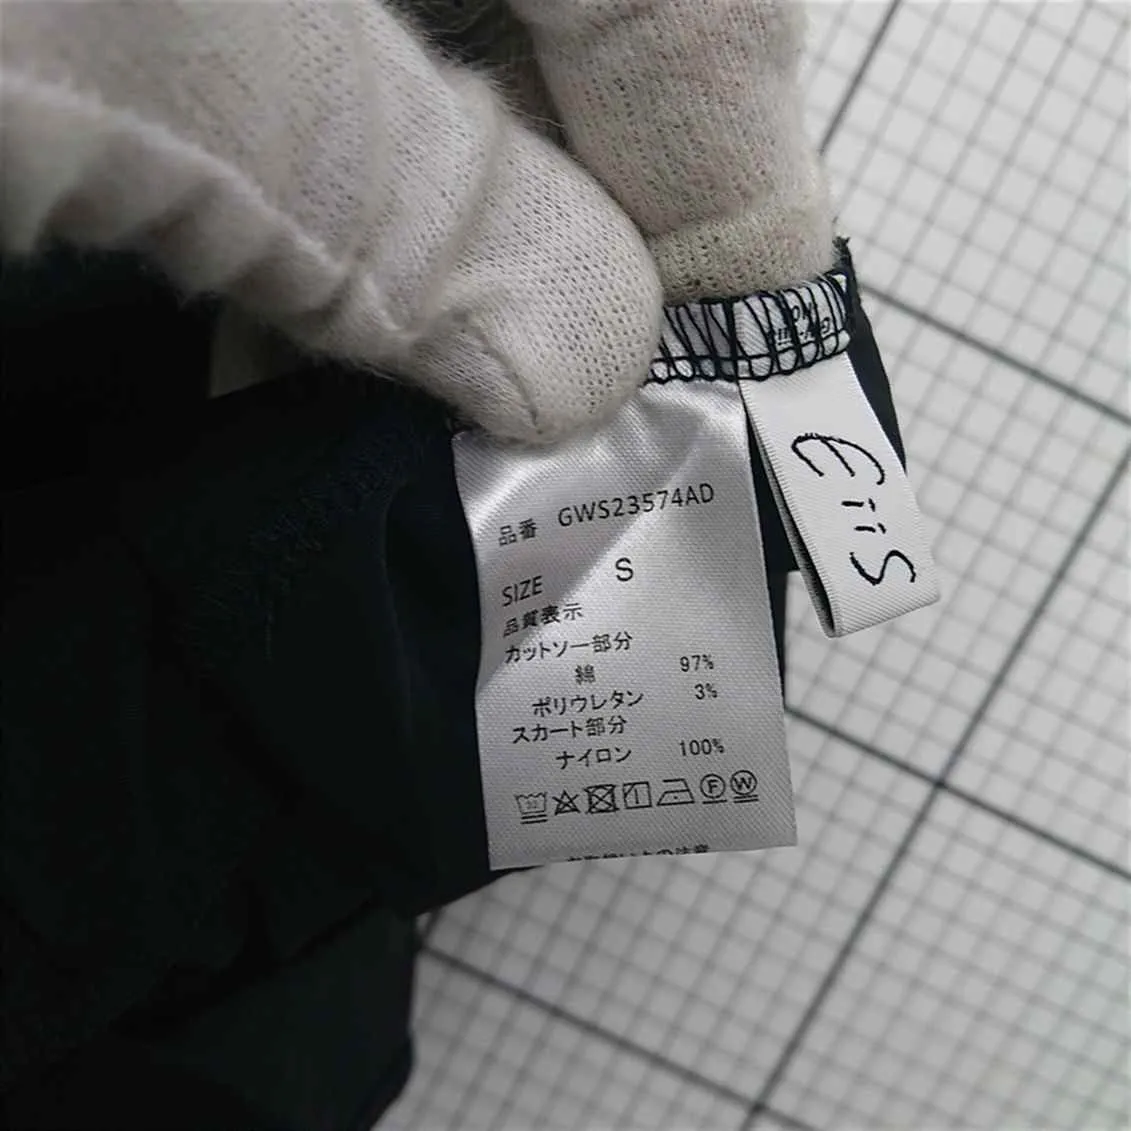 品番 GWS23574AD
SIZE S
品質表示
カットソー部分
綿 97%
ポリウレタン 3%
スカート部分
ナイロン 100%
F W
EiiS